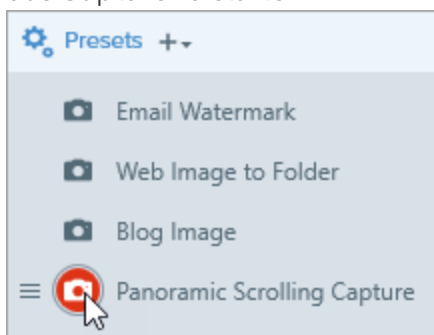 Presets
Email Watermark
Web Image to Folder
Blog Image
Panoramic Scrolling Capture